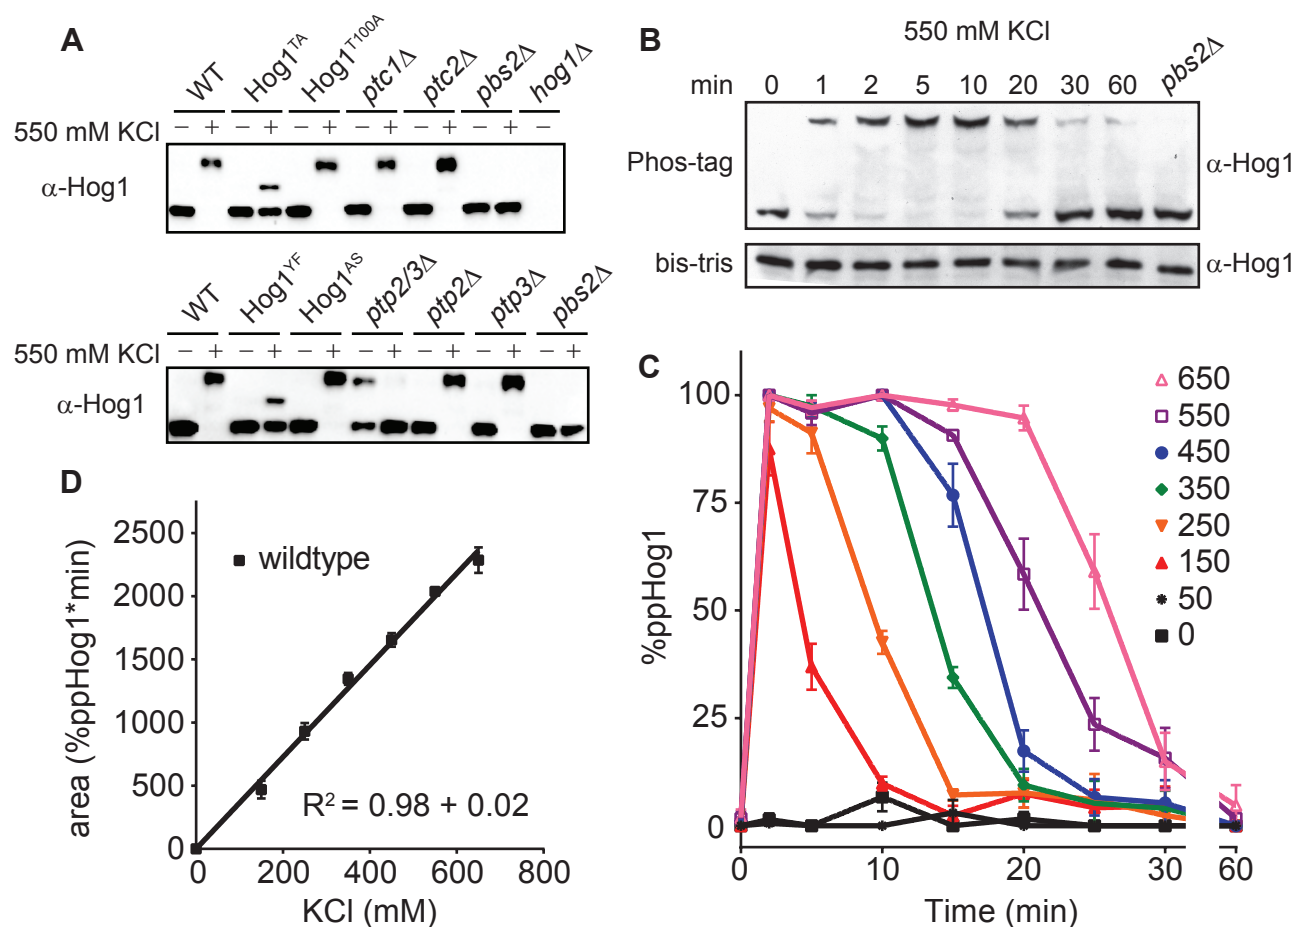 A
WT Hog1TA Hog1T100A ptc1Δ ptc2Δ pbs2Δ hog1Δ
550 mM KCl − + − + − + − + − + − + −
α-Hog1
WT Hog1YF Hog1AS ptp2/3Δ ptp2Δ ptp3Δ pbs2Δ
550 mM KCl − + − + − + − + − + − + − +
α-Hog1
B
550 mM KCl
min 0 1 2 5 10 20 30 60 pbs2Δ
Phos-tag α-Hog1
bis-tris α-Hog1
C
%ppHog1
100
75
50
25
0
650
550
450
350
250
150
50
0
0 10 20 30 60
Time (min)
D
area (%ppHog1*min)
2500
2000
1500
1000
500
0
wildtype
R2 = 0.98 + 0.02
0 200 400 600 800
KCl (mM)